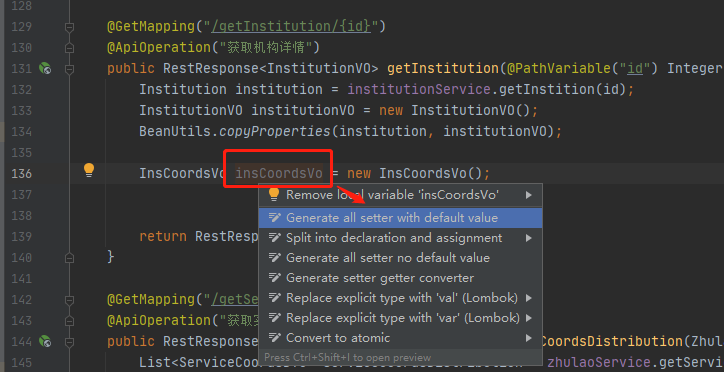 128
129 @GetMapping("/getInstitution/{id}")
130 @ApiOperation("获取机构详情")
131 public RestResponse<InstitutionVO> getInstitution(@PathVariable("id") Integer
132 Institution institution = institutionService.getInstition(id);
133 InstitutionVO institutionVO = new InstitutionVO();
134 BeanUtils.copyProperties(institution, institutionVO);
135
136 InsCoordsVo insCoordsVo = new InsCoordsVo();
137 Remove local variable 'insCoordsVo'
138 Generate all setter with default value
139 return RestResp Split into declaration and assignment
140 } Generate all setter no default value
141 Generate setter getter converter
142 @GetMapping("/getSe Replace explicit type with 'val' (Lombok)
143 @ApiOperation("获取 Replace explicit type with 'var' (Lombok)
144 public RestRespons Convert to atomic CoordsDistribution(Zhul
Press Ctrl+Shift+I to open preview
145 List<ServiceCoords zhulaoService.getServi